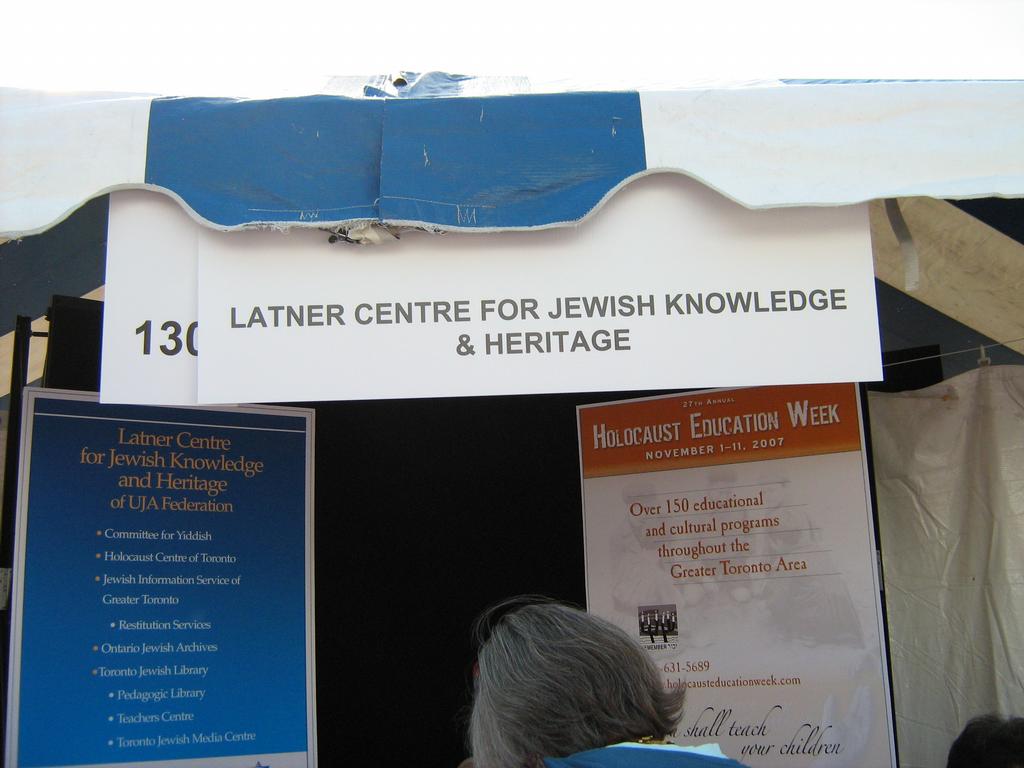 130
LATNER CENTRE FOR JEWISH KNOWLEDGE
& HERITAGE
Latner Centre
for Jewish Knowledge
and Heritage
of UJA Federation
• Committee for Yiddish
• Holocaust Centre of Toronto
• Jewish Information Service of
Greater Toronto
• Restitution Services
• Ontario Jewish Archives
• Toronto Jewish Library
• Pedagogic Library
• Teachers Centre
• Toronto Jewish Media Centre
27TH ANNUAL
HOLOCAUST EDUCATION WEEK
NOVEMBER 1-11, 2007
Over 150 educational
and cultural programs
throughout the
Greater Toronto Area
-631-5689
.holocausteducationweek.com
shall teach
your children